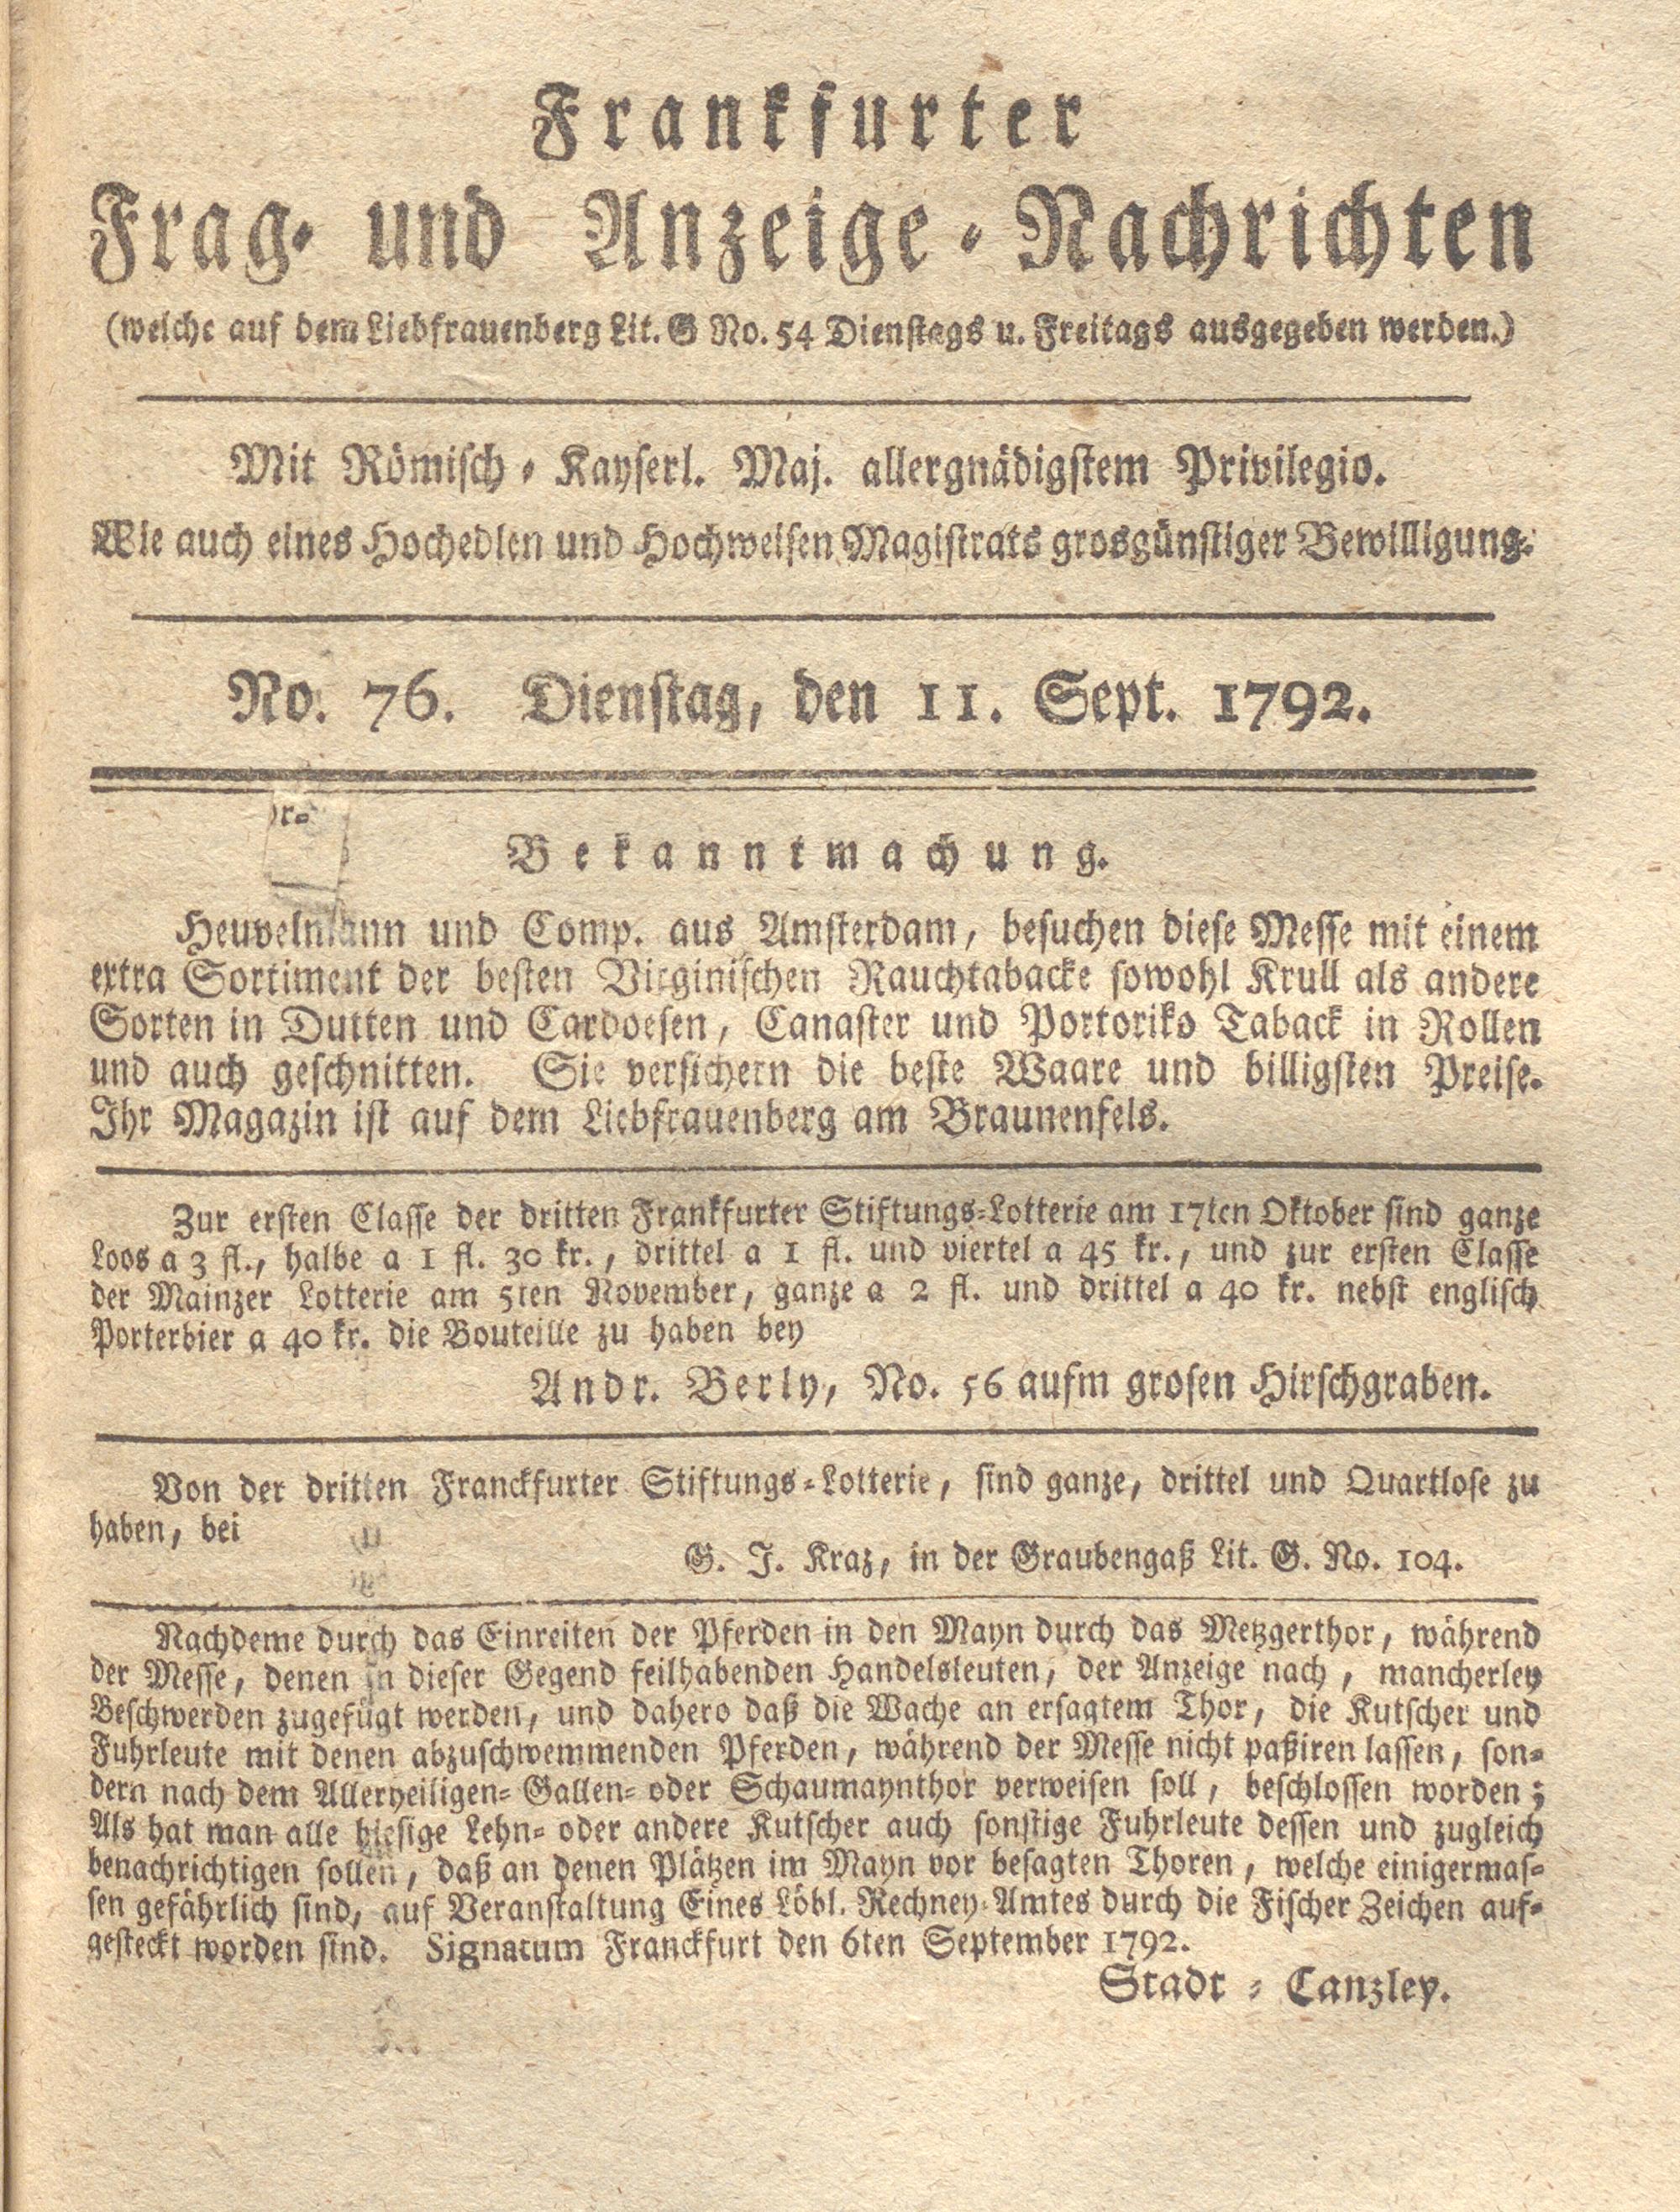 Frankfurter
Frag- und Anzeige-Nachrichten
(welche auf dem Liebfrauenberg Lit. G No. 54 Dienstags u. Freitags ausgegeben werden.)
Mit Römisch-Kayserl. Maj. allergnädigstem Privilegio.
Wie auch eines Hochedlen und Hochweisen Magistrats grosgünstiger Bewilligung.
No. 76. Dienstag, den 11. Sept. 1792.
Bekanntmachung.
Heuvelmann und Comp. aus Amsterdam, besuchen diese Messe mit einem
extra Sortiment der besten Virginischen Rauchtabacke sowohl Krull als andere
Sorten in Dutten und Cardoesen, Canaster und Portoriko Taback in Rollen
und auch geschnitten. Sie versichern die beste Waare und billigsten Preise.
Ihr Magazin ist auf dem Liebfrauenberg am Braunenfels.
Zur ersten Classe der dritten Frankfurter Stiftungs-Lotterie am 17ten Oktober sind ganze
Loos a 3 fl., halbe a 1 fl. 30 kr., drittel a 1 fl. und viertel a 45 kr., und zur ersten Classe
der Mainzer Lotterie am 5ten November, ganze a 2 fl. und drittel a 40 kr. nebst englisch
Porterbier a 40 kr. die Bouteille zu haben bey
Andr. Berly, No. 56 aufm grosen Hirschgraben.
Von der dritten Franckfurter Stiftungs-Lotterie, sind ganze, drittel und Quartlose zu
haben, bei
G. J. Kraz, in der Graubengaß Lit. G. No. 104.
Nachdeme durch das Einreiten der Pferden in den Mayn durch das Metzgerthor, während
der Messe, denen in dieser Gegend feilhabenden Handelsleuten, der Anzeige nach, mancherley
Beschwerden zugefügt werden, und dahero daß die Wache an ersagtem Thor, die Kutscher und
Fuhrleute mit denen abzuschwemmenden Pferden, während der Messe nicht paßiren lassen, son-
dern nach dem Allerheiligen- Gallen- oder Schaumaynthor verweisen soll, beschlossen worden;
Als hat man alle hiesige Lehn- oder andere Kutscher auch sonstige Fuhrleute dessen und zugleich
benachrichtigen sollen, daß an denen Plätzen im Mayn vor besagten Thoren, welche einigermas-
sen gefährlich sind, auf Veranstaltung Eines Löbl. Rechney-Amtes durch die Fischer Zeichen auf-
gesteckt worden sind. Signatum Franckfurt den 6ten September 1792.
Stadt-Canzley.